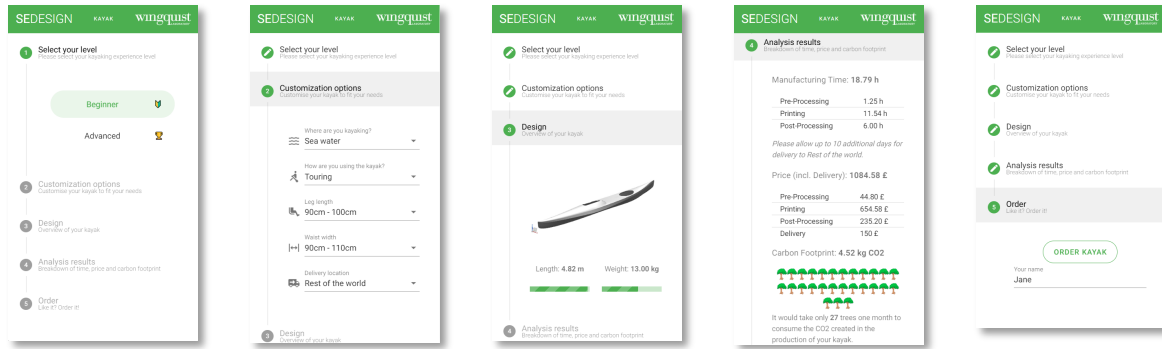 SEDESIGN KAYAK wingquist
LABORATORY
1 Select your level
Please select your kayaking experience level
Beginner
Advanced
2 Customization options
Customise your kayak to fit your needs
3 Design
Overview of your kayak
4 Analysis results
Breakdown of time, price and carbon footprint
5 Order
Like it? Order it!
SEDESIGN KAYAK wingquist
LABORATORY
Select your level
Please select your kayaking experience level
2 Customization options
Customise your kayak to fit your needs
Where are you kayaking?
Sea water
How are you using the kayak?
Touring
Leg length
90cm - 100cm
Waist width
90cm - 110cm
Delivery location
Rest of the world
3 Design
Overview of your kayak
SEDESIGN KAYAK wingquist
LABORATORY
Select your level
Please select your kayaking experience level
Customization options
Customise your kayak to fit your needs
3 Design
Overview of your kayak
Length: 4.82 m Weight: 13.00 kg
4 Analysis results
Breakdown of time, price and carbon footprint
SEDESIGN KAYAK wingquist
LABORATORY
4 Analysis results
Breakdown of time, price and carbon footprint
Manufacturing Time: 18.79 h
Pre-Processing 1.25 h
Printing 11.54 h
Post-Processing 6.00 h
Please allow up to 10 additional days for
delivery to Rest of the world.
Price (incl. Delivery): 1084.58 £
Pre-Processing 44.80 £
Printing 654.58 £
Post-Processing 235.20 £
Delivery 150 £
Carbon Footprint: 4.52 kg CO2
It would take only 27 trees one month to
consume the CO2 created in the
production of your kayak.
SEDESIGN KAYAK wingquist
LABORATORY
Select your level
Please select your kayaking experience level
Customization options
Customise your kayak to fit your needs
Design
Overview of your kayak
Analysis results
Breakdown of time, price and carbon footprint
5 Order
Like it? Order it!
ORDER KAYAK
Your name
Jane